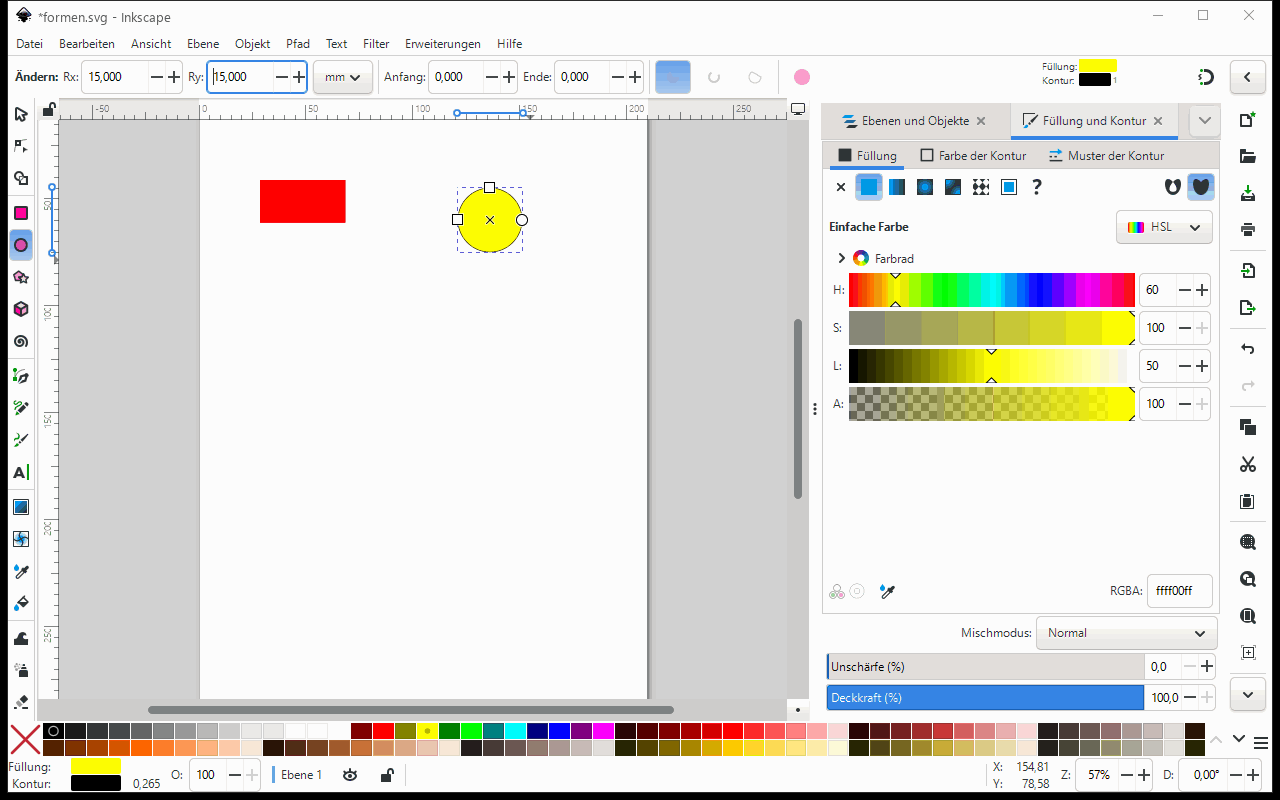 *formen.svg - Inkscape
Datei Bearbeiten Ansicht Ebene Objekt Pfad Text Filter Erweiterungen Hilfe
Ändern: Rx: 15,000 Ry: 15,000 mm Anfang: 0,000 Ende: 0,000
Füllung:
Kontur: 1
-50 0 50 100 150 200 250
50
100
150
200
250
Ebenen und Objekte Füllung und Kontur
Füllung Farbe der Kontur Muster der Kontur
?
Einfache Farbe HSL
Farbrad
H: 60
S: 100
L: 50
A: 100
RGBA: ffff00ff
Mischmodus: Normal
Unschärfe (%) 0,0
Deckkraft (%) 100,0
A
Füllung:
Kontur: 0,265
O: 100
Ebene 1
X: 154,81
Y: 78,58
Z: 57%
D: 0,00°